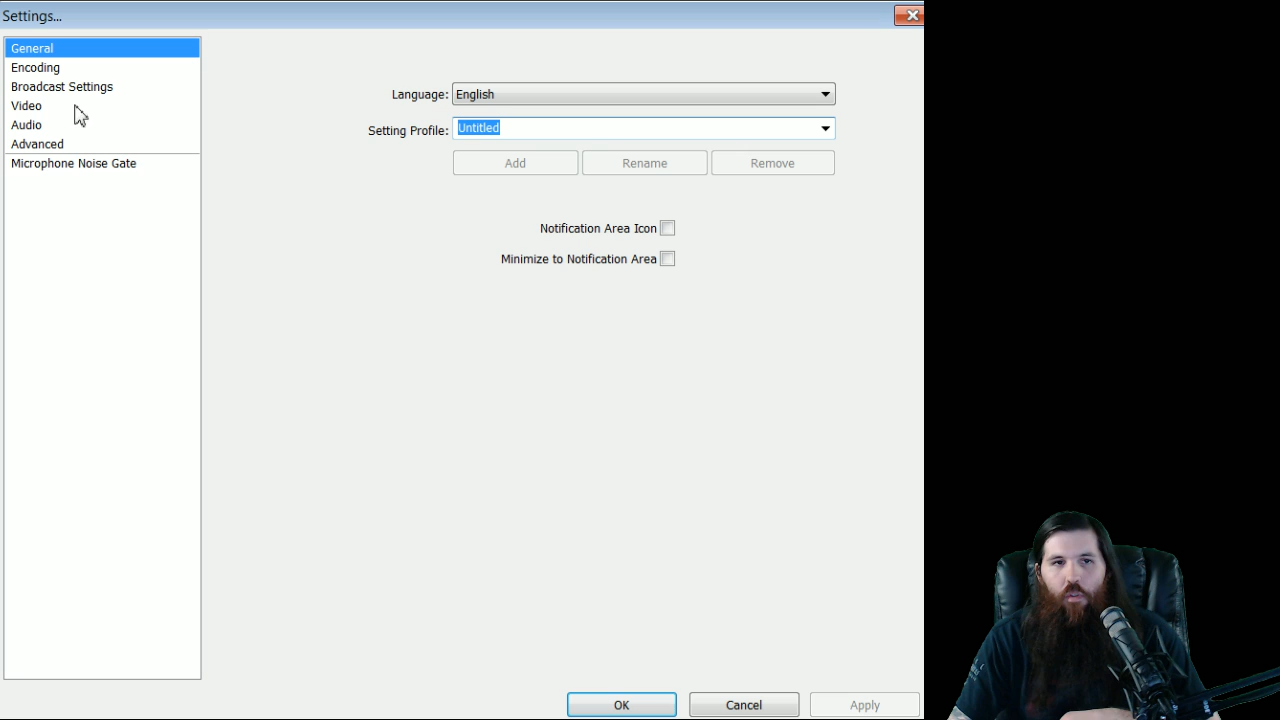 Settings...
General
Encoding
Broadcast Settings
Video
Audio
Advanced
Microphone Noise Gate
Language: English
Setting Profile: Untitled
Add Rename Remove
Notification Area Icon
Minimize to Notification Area
OK Cancel Apply